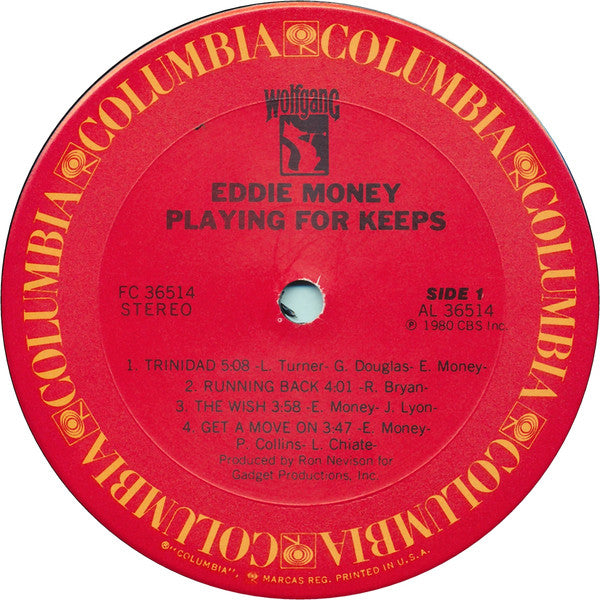 COLUMBIA COLUMBIA COLUMBIA COLUMBIA COLUMBIA COLUMBIA COLUMBIA COLUMBIA
Wolfgang
EDDIE MONEY
PLAYING FOR KEEPS
FC 36514
STEREO
SIDE 1
AL 36514
℗ 1980 CBS Inc.
1. TRINIDAD 5:08 -L. Turner- G. Douglas- E. Money-
2. RUNNING BACK 4:01 -R. Bryan-
3. THE WISH 3:58 -E. Money- J. Lyon-
4. GET A MOVE ON 3:47 -E. Money-
P. Collins- L. Chiate-
Produced by Ron Nevison for
Gadget Productions, Inc.
®"COLUMBIA", MARCAS REG. PRINTED IN U.S.A.